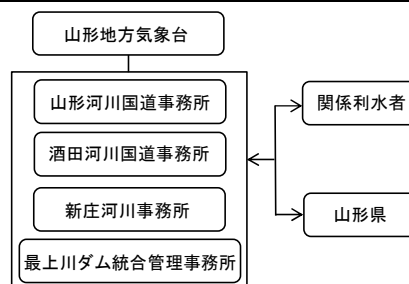 山形地方気象台
山形河川国道事務所
酒田河川国道事務所
新庄河川事務所
最上川ダム統合管理事務所
関係利水者
山形県